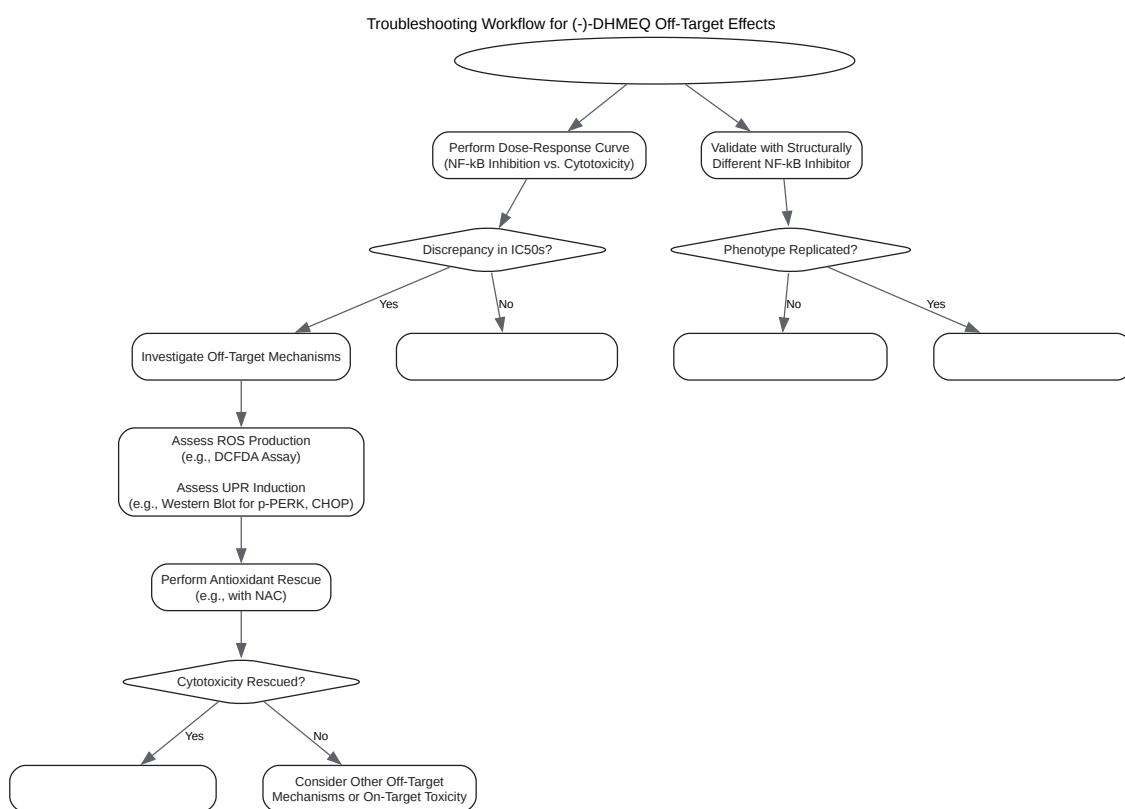 Troubleshooting Workflow for (-)-DHMEQ Off-Target Effects
Perform Dose-Response Curve
(NF-kB Inhibition vs. Cytotoxicity)
Validate with Structurally
Different NF-kB Inhibitor
Discrepancy in IC50s?
Phenotype Replicated?
Yes
No
No
Yes
Investigate Off-Target Mechanisms
Assess ROS Production
(e.g., DCFDA Assay)
Assess UPR Induction
(e.g., Western Blot for p-PERK, CHOP)
Perform Antioxidant Rescue
(e.g., with NAC)
Cytotoxicity Rescued?
Yes
No
Consider Other Off-Target
Mechanisms or On-Target Toxicity